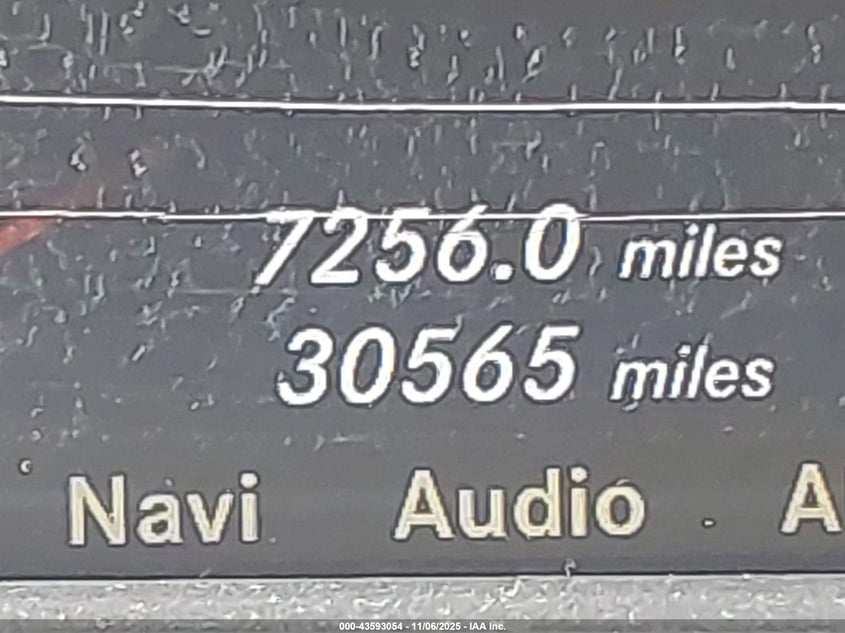 7256.0 miles
30565 miles
Navi Audio A
000-43593054 - 11/06/2025 - IAA Inc.